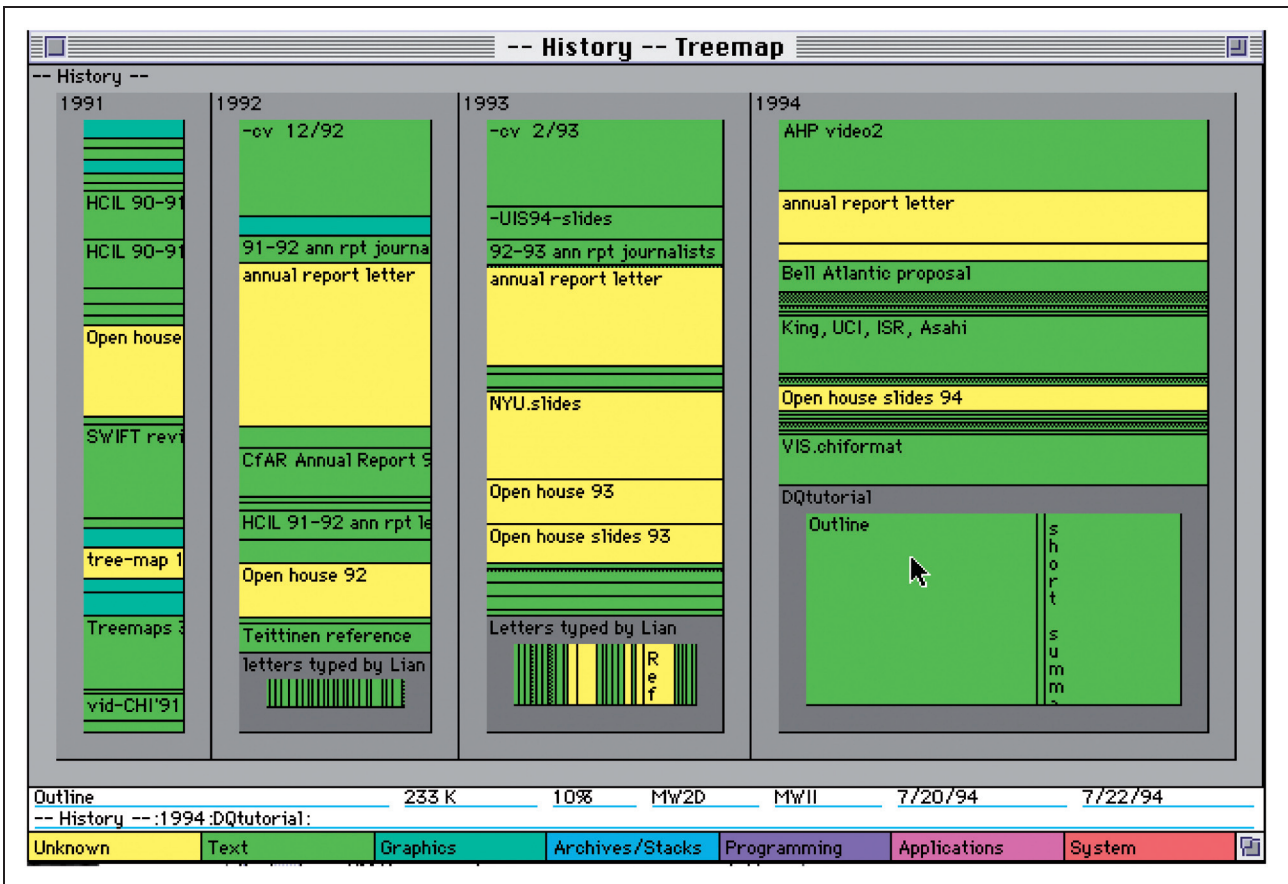 -- History -- Treemap
-- History --
1991
HCIL 90-91
HCIL 90-91
Open house
SWIFT revi
tree-map 1
Treemaps 3
vid-CHI'91
1992
-cv 12/92
91-92 ann rpt journa
annual report letter
CfAR Annual Report 9
HCIL 91-92 ann rpt le
Open house 92
Teittinen reference
letters typed by Lian
1993
-cv 2/93
-UIS94-slides
92-93 ann rpt journalists
annual report letter
NYU.slides
Open house 93
Open house slides 93
Letters typed by Lian
Ref
1994
AHP video2
annual report letter
Bell Atlantic proposal
King, UCI, ISR, Asahi
Open house slides 94
VIS.chiformat
DQtutorial
Outline
short summ
Outline 233 K 10% MW2D MWII 7/20/94 7/22/94
-- History --:1994:DQtutorial:
Unknown Text Graphics Archives/Stacks Programming Applications System